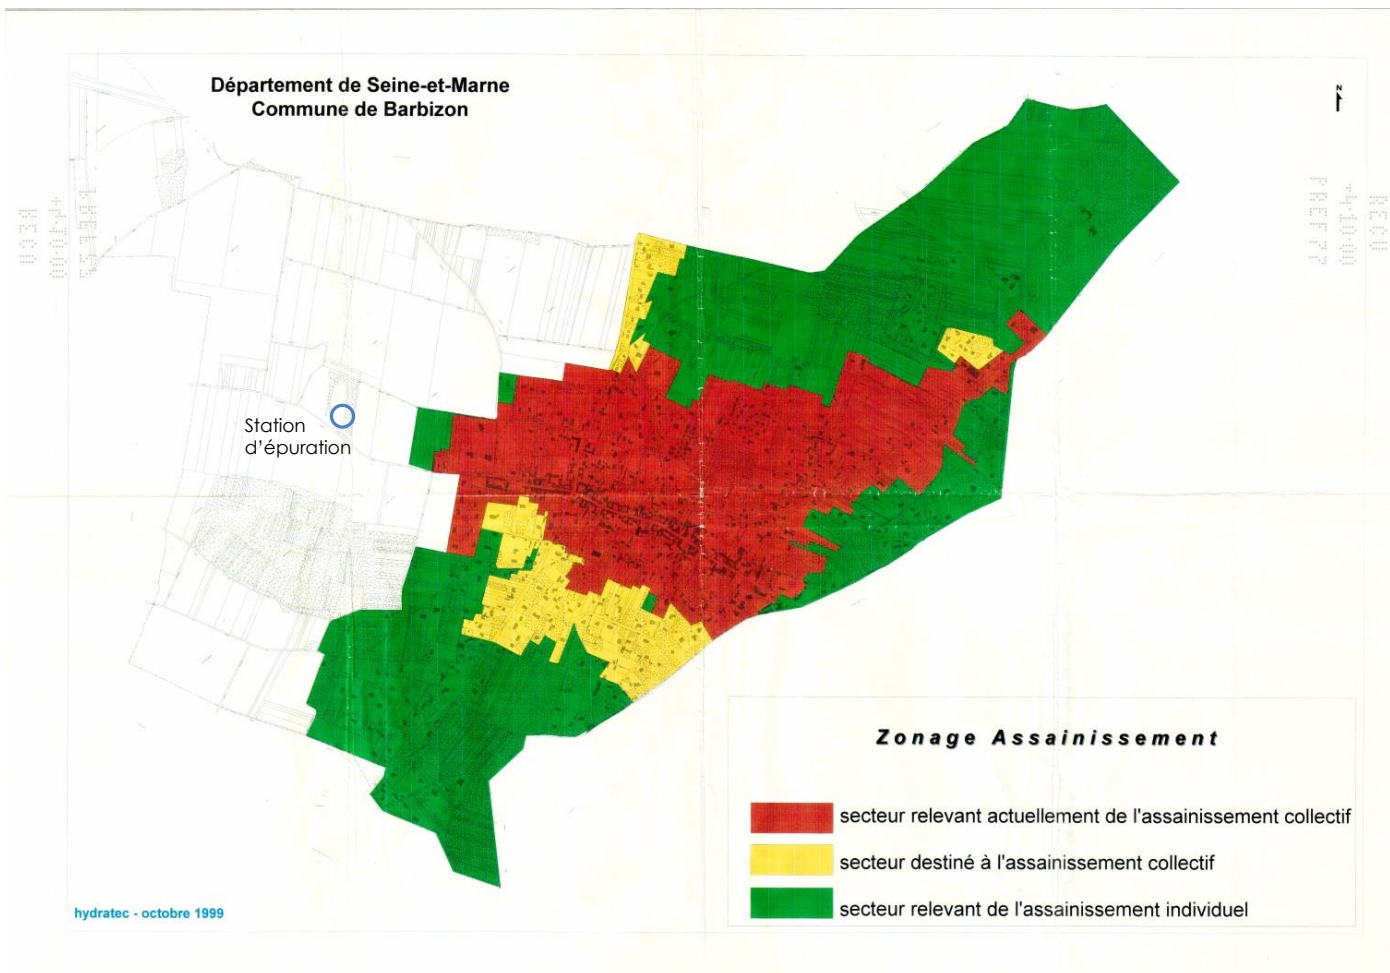 Département de Seine-et-Marne
Commune de Barbizon
N
Station
d'épuration
Zonage Assainissement
secteur relevant actuellement de l'assainissement collectif
secteur destiné à l'assainissement collectif
secteur relevant de l'assainissement individuel
hydratec - octobre 1999